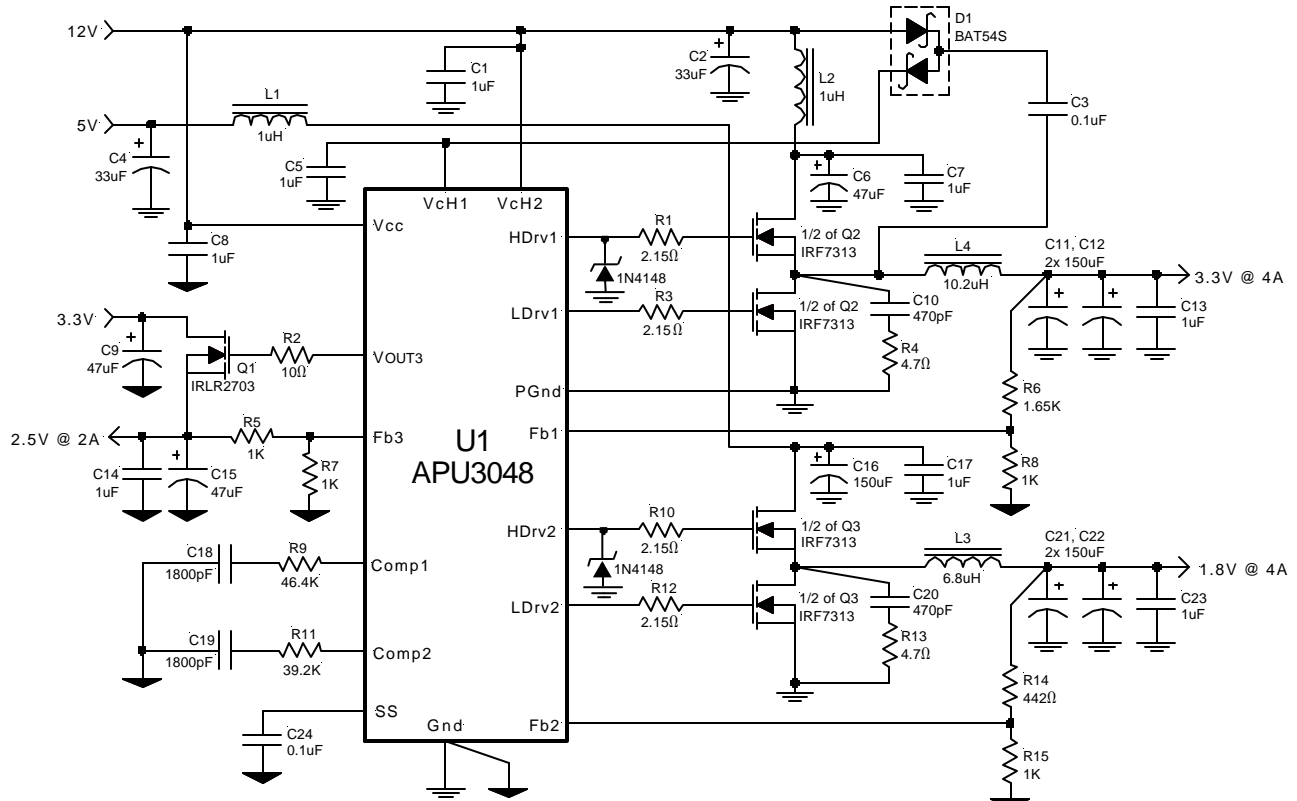 12V
5V
C4
33uF
L1
1uH
C1
1uF
C5
1uF
C2
33uF
L2
1uH
D1
BAT54S
C3
0.1uF
C6
47uF
C7
1uF
C8
1uF
VcH1
VcH2
Vcc
HDrv1
R1
2.15Ω
1N4148
1/2 of Q2
IRF7313
L4
10.2uH
C11, C12
2x 150uF
3.3V @ 4A
C13
1uF
LDrv1
R3
2.15Ω
1/2 of Q2
IRF7313
C10
470pF
R4
4.7Ω
3.3V
C9
47uF
Q1
IRLR2703
R2
10Ω
VOUT3
PGnd
R6
1.65K
2.5V @ 2A
C14
1uF
C15
47uF
R5
1K
R7
1K
Fb3
U1
APU3048
Fb1
R8
1K
C16
150uF
C17
1uF
HDrv2
R10
2.15Ω
1N4148
1/2 of Q3
IRF7313
L3
6.8uH
C21, C22
2x 150uF
1.8V @ 4A
C23
1uF
C18
1800pF
R9
46.4K
Comp1
LDrv2
R12
2.15Ω
1/2 of Q3
IRF7313
C20
470pF
R13
4.7Ω
C19
1800pF
R11
39.2K
Comp2
R14
442Ω
SS
C24
0.1uF
Gnd
Fb2
R15
1K